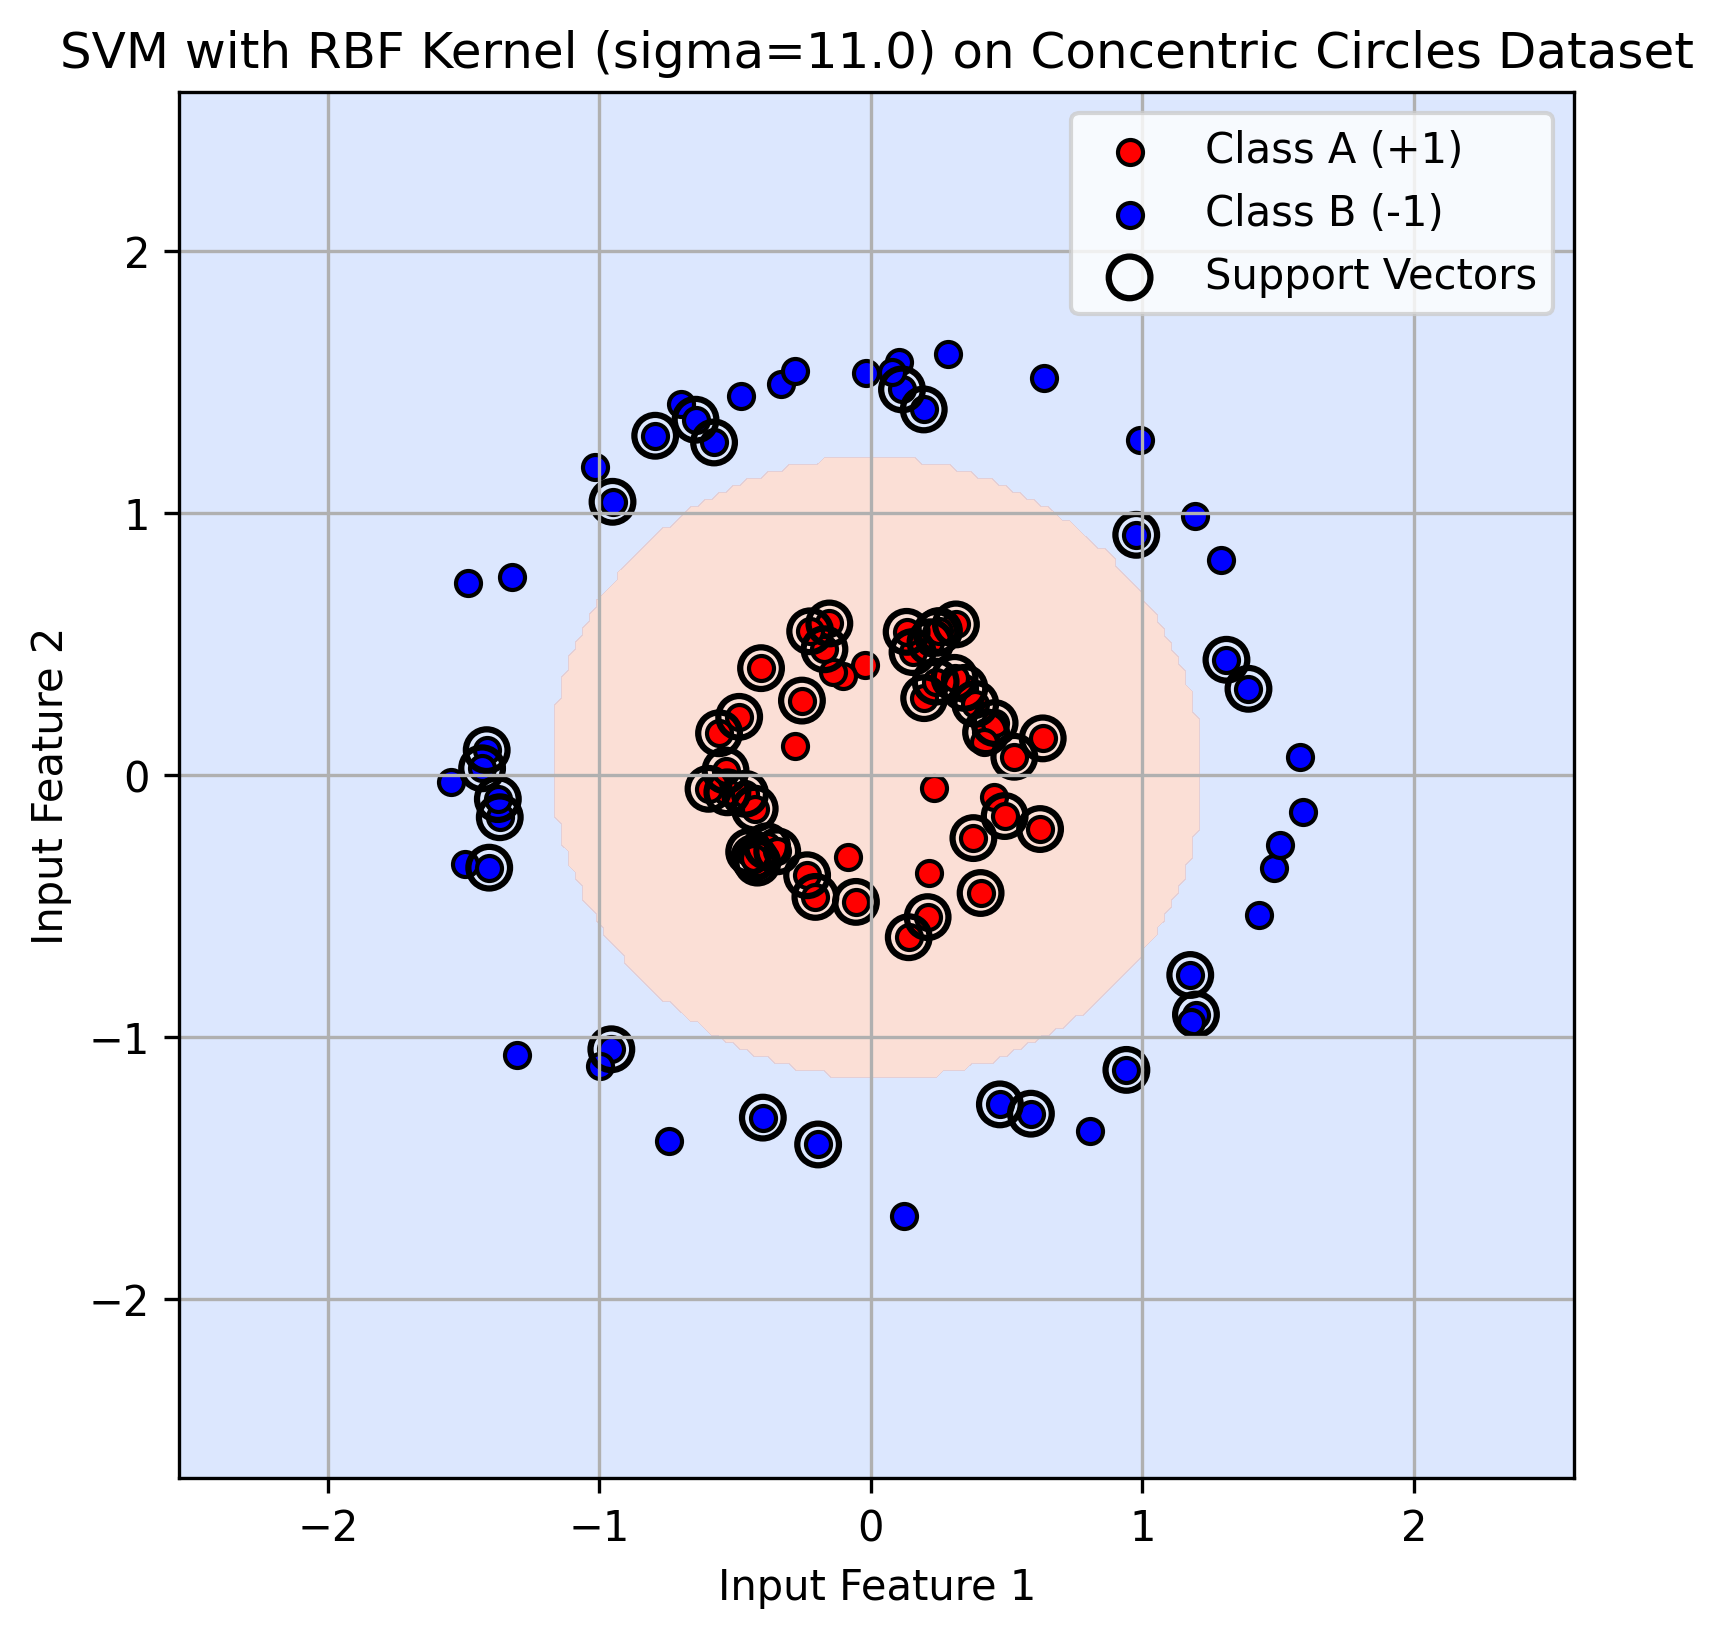 SVM with RBF Kernel (sigma=11.0) on Concentric Circles Dataset
Class A (+1)
Class B (-1)
Support Vectors
Input Feature 2
2
1
0
−1
−2
−2
−1
0
1
2
Input Feature 1